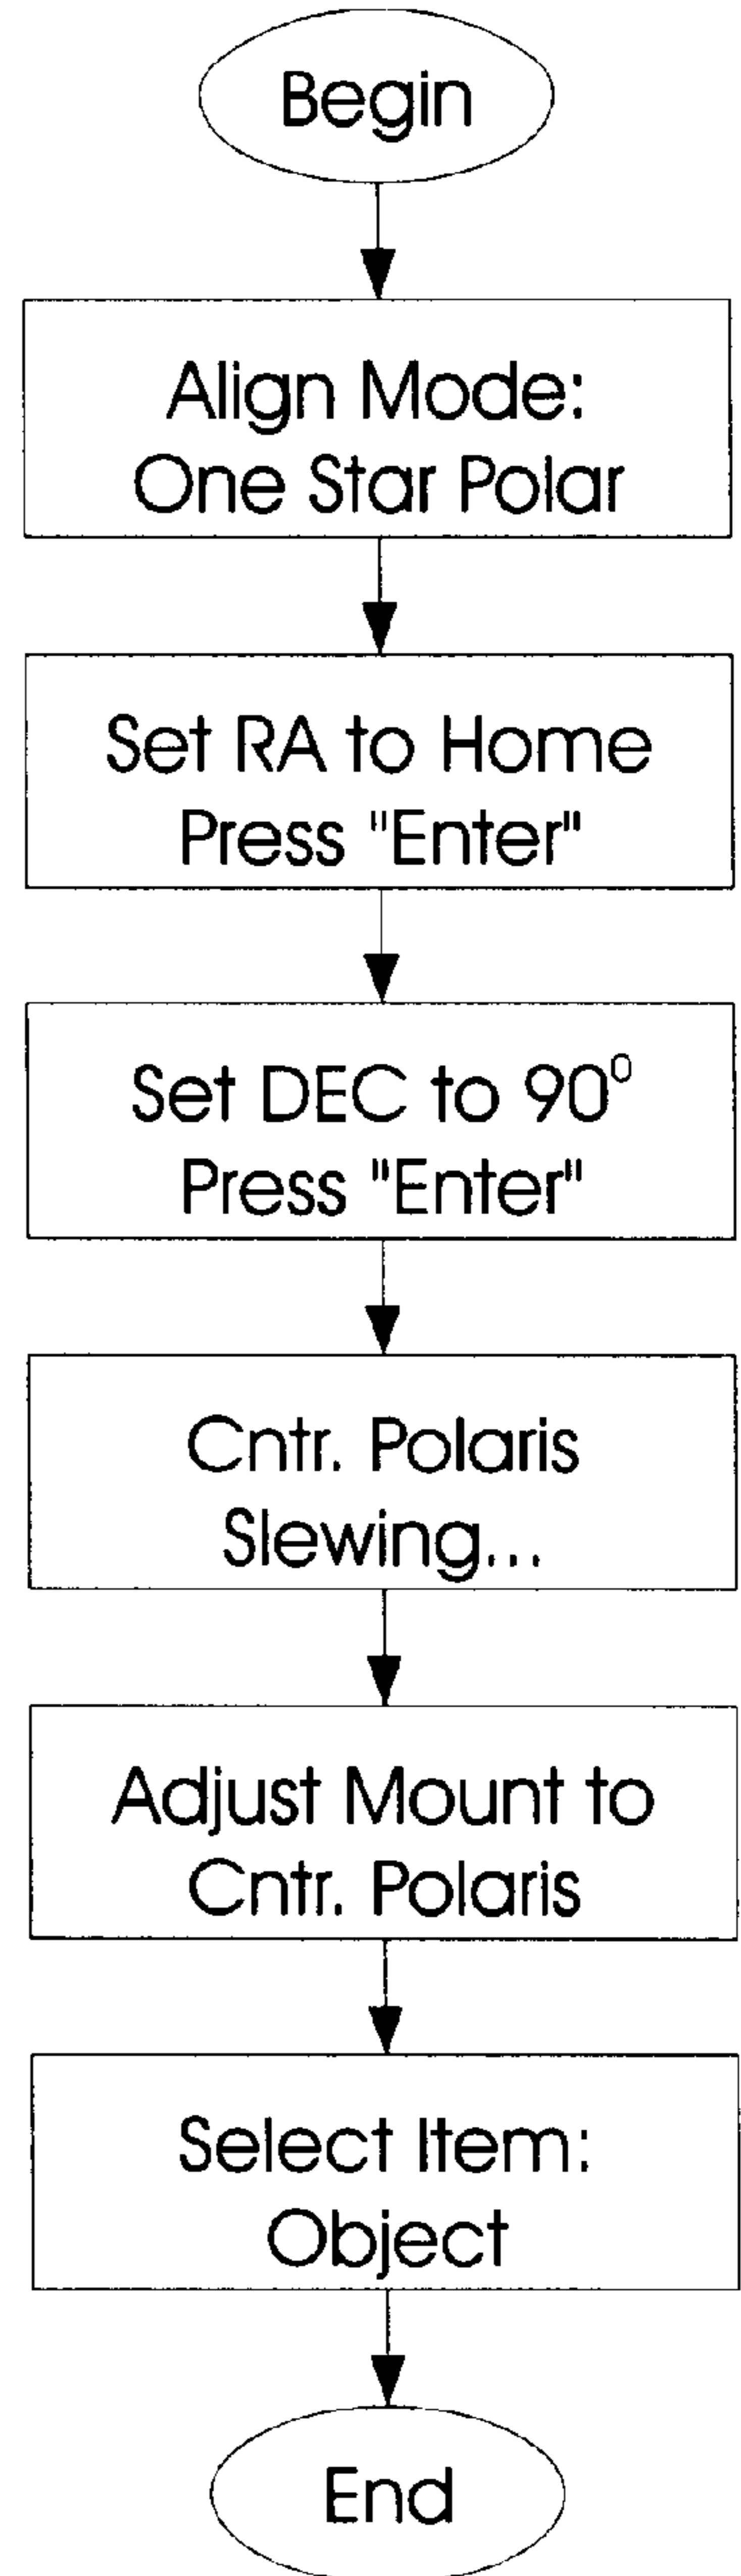 Begin
Align Mode:
One Star Polar
Set RA to Home
Press "Enter"
Set DEC to 90°
Press "Enter"
Cntr. Polaris
Slewing...
Adjust Mount to
Cntr. Polaris
Select Item:
Object
End